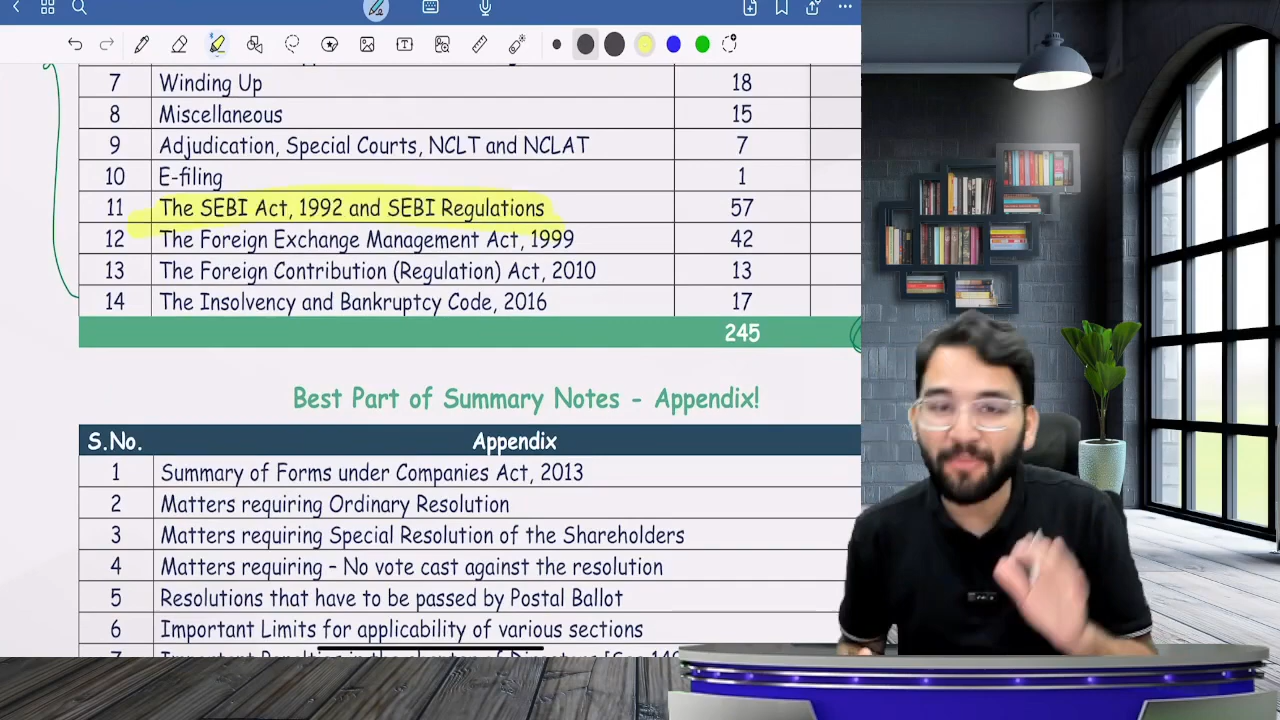 7 Winding Up 18
8 Miscellaneous 15
9 Adjudication, Special Courts, NCLT and NCLAT 7
10 E-filing 1
11 The SEBI Act, 1992 and SEBI Regulations 57
12 The Foreign Exchange Management Act, 1999 42
13 The Foreign Contribution (Regulation) Act, 2010 13
14 The Insolvency and Bankruptcy Code, 2016 17
245
Best Part of Summary Notes - Appendix!
S.No. Appendix
1 Summary of Forms under Companies Act, 2013
2 Matters requiring Ordinary Resolution
3 Matters requiring Special Resolution of the Shareholders
4 Matters requiring – No vote cast against the resolution
5 Resolutions that have to be passed by Postal Ballot
6 Important Limits for applicability of various sections